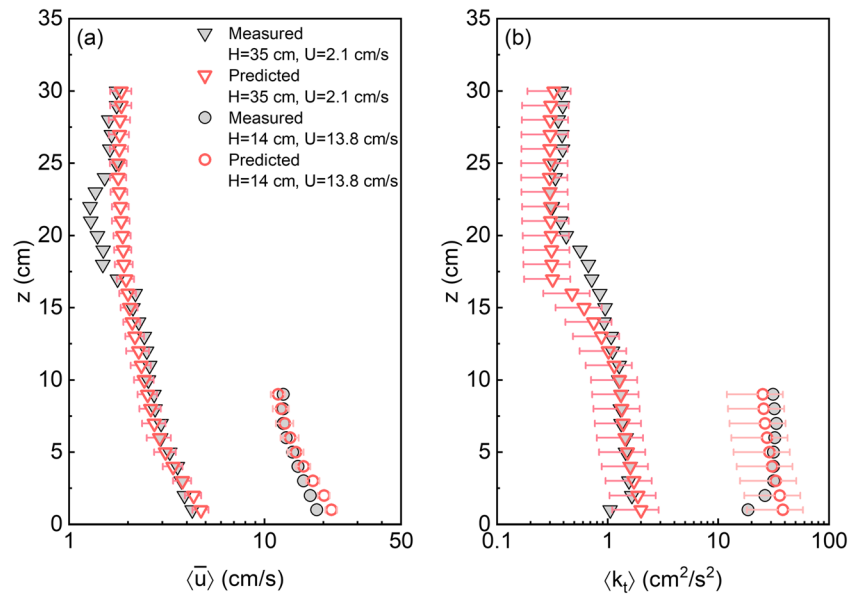 (a)
Measured
H=35 cm, U=2.1 cm/s
Predicted
H=35 cm, U=2.1 cm/s
Measured
H=14 cm, U=13.8 cm/s
Predicted
H=14 cm, U=13.8 cm/s
35
30
25
20
15
10
5
0
z (cm)
1
10
50
⟨u̅⟩ (cm/s)
(b)
35
30
25
20
15
10
5
0
z (cm)
0.1
1
10
100
⟨kₜ⟩ (cm²/s²)